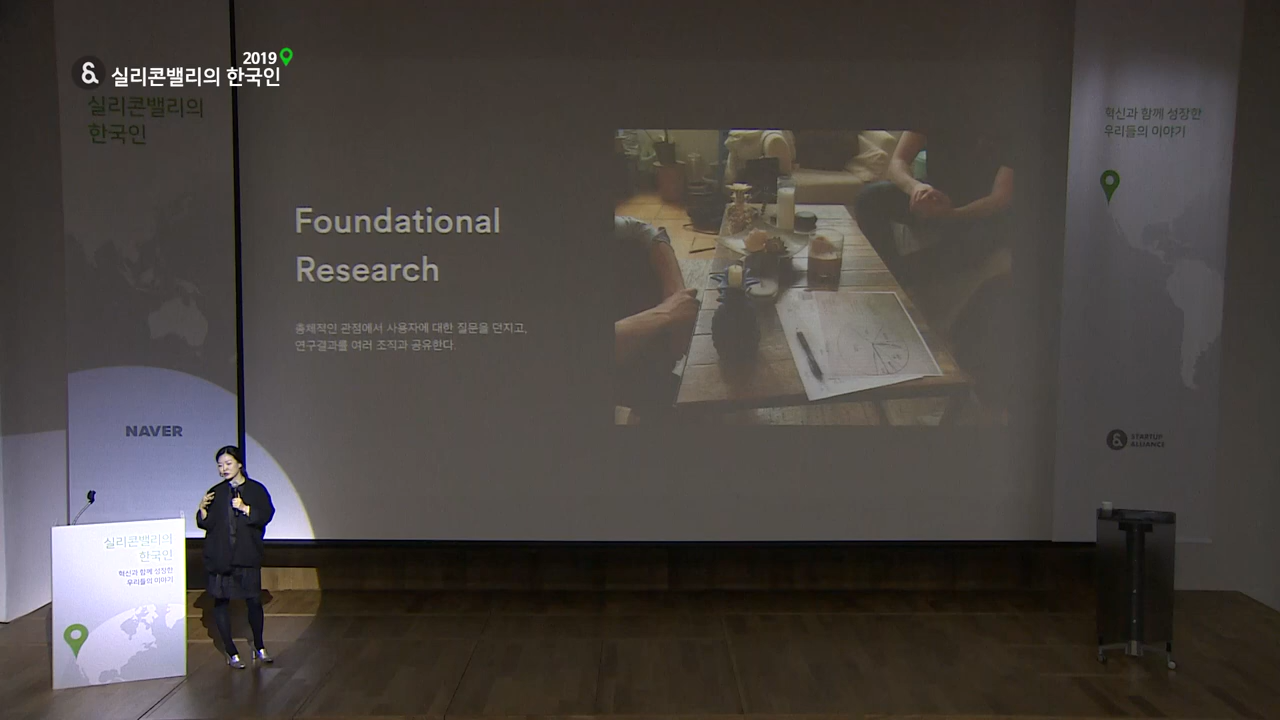 2019
& 실리콘밸리의 한국인
실리콘밸리의
한국인
NAVER
Foundational
Research
총체적인 관점에서 사용자에 대한 질문을 던지고,
연구결과를 여러 조직과 공유한다.
혁신과 함께 성장한
우리들의 이야기
& STARTUP
ALLIANCE
실리콘밸리의
한국인
혁신과 함께 성장한
우리들의 이야기